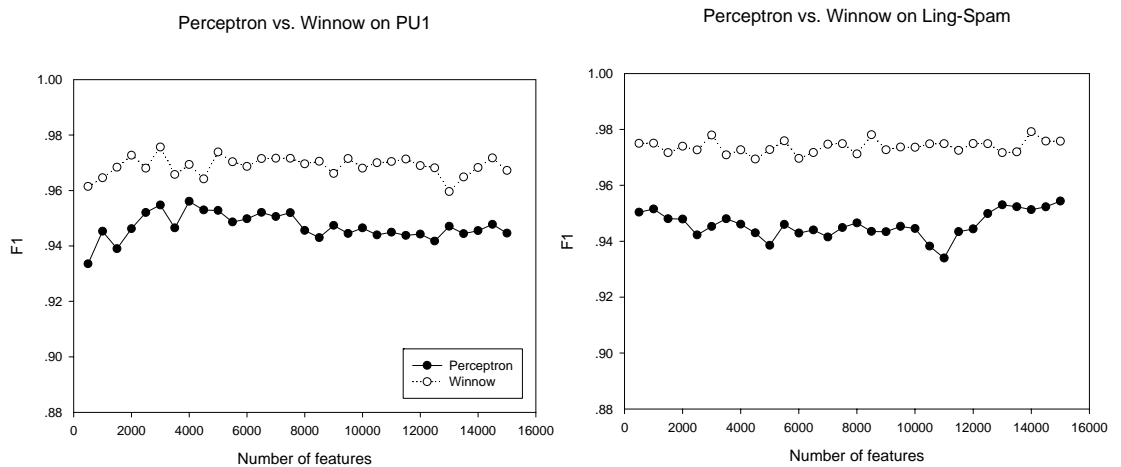 Perceptron vs. Winnow on PU1
F1
1.00
.98
.96
.94
.92
.90
.88
0 2000 4000 6000 8000 10000 12000 14000 16000
Number of features
Perceptron
Winnow
Perceptron vs. Winnow on Ling-Spam
F1
1.00
.98
.96
.94
.92
.90
.88
0 2000 4000 6000 8000 10000 12000 14000 16000
Number of features